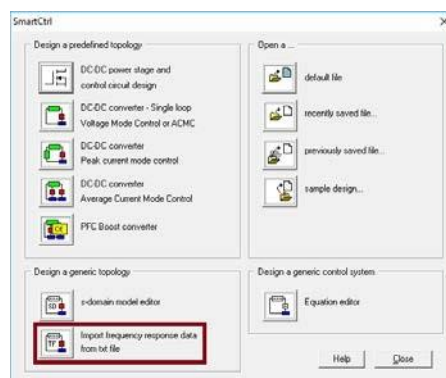 SmartCtrl
Design a predefined topology
DC-DC power stage and
control circuit design
DC-DC converter - Single loop
Voltage Mode Control or ACMC
DC-DC converter
Peak current mode control
DC-DC converter
Average Current Mode Control
PFC Boost converter
Open a ...
default file
recently saved file...
previously saved file...
sample design...
Design a generic topology
s-domain model editor
Import frequency response data
from txt file
Design a generic control system
Equation editor
Help
Close